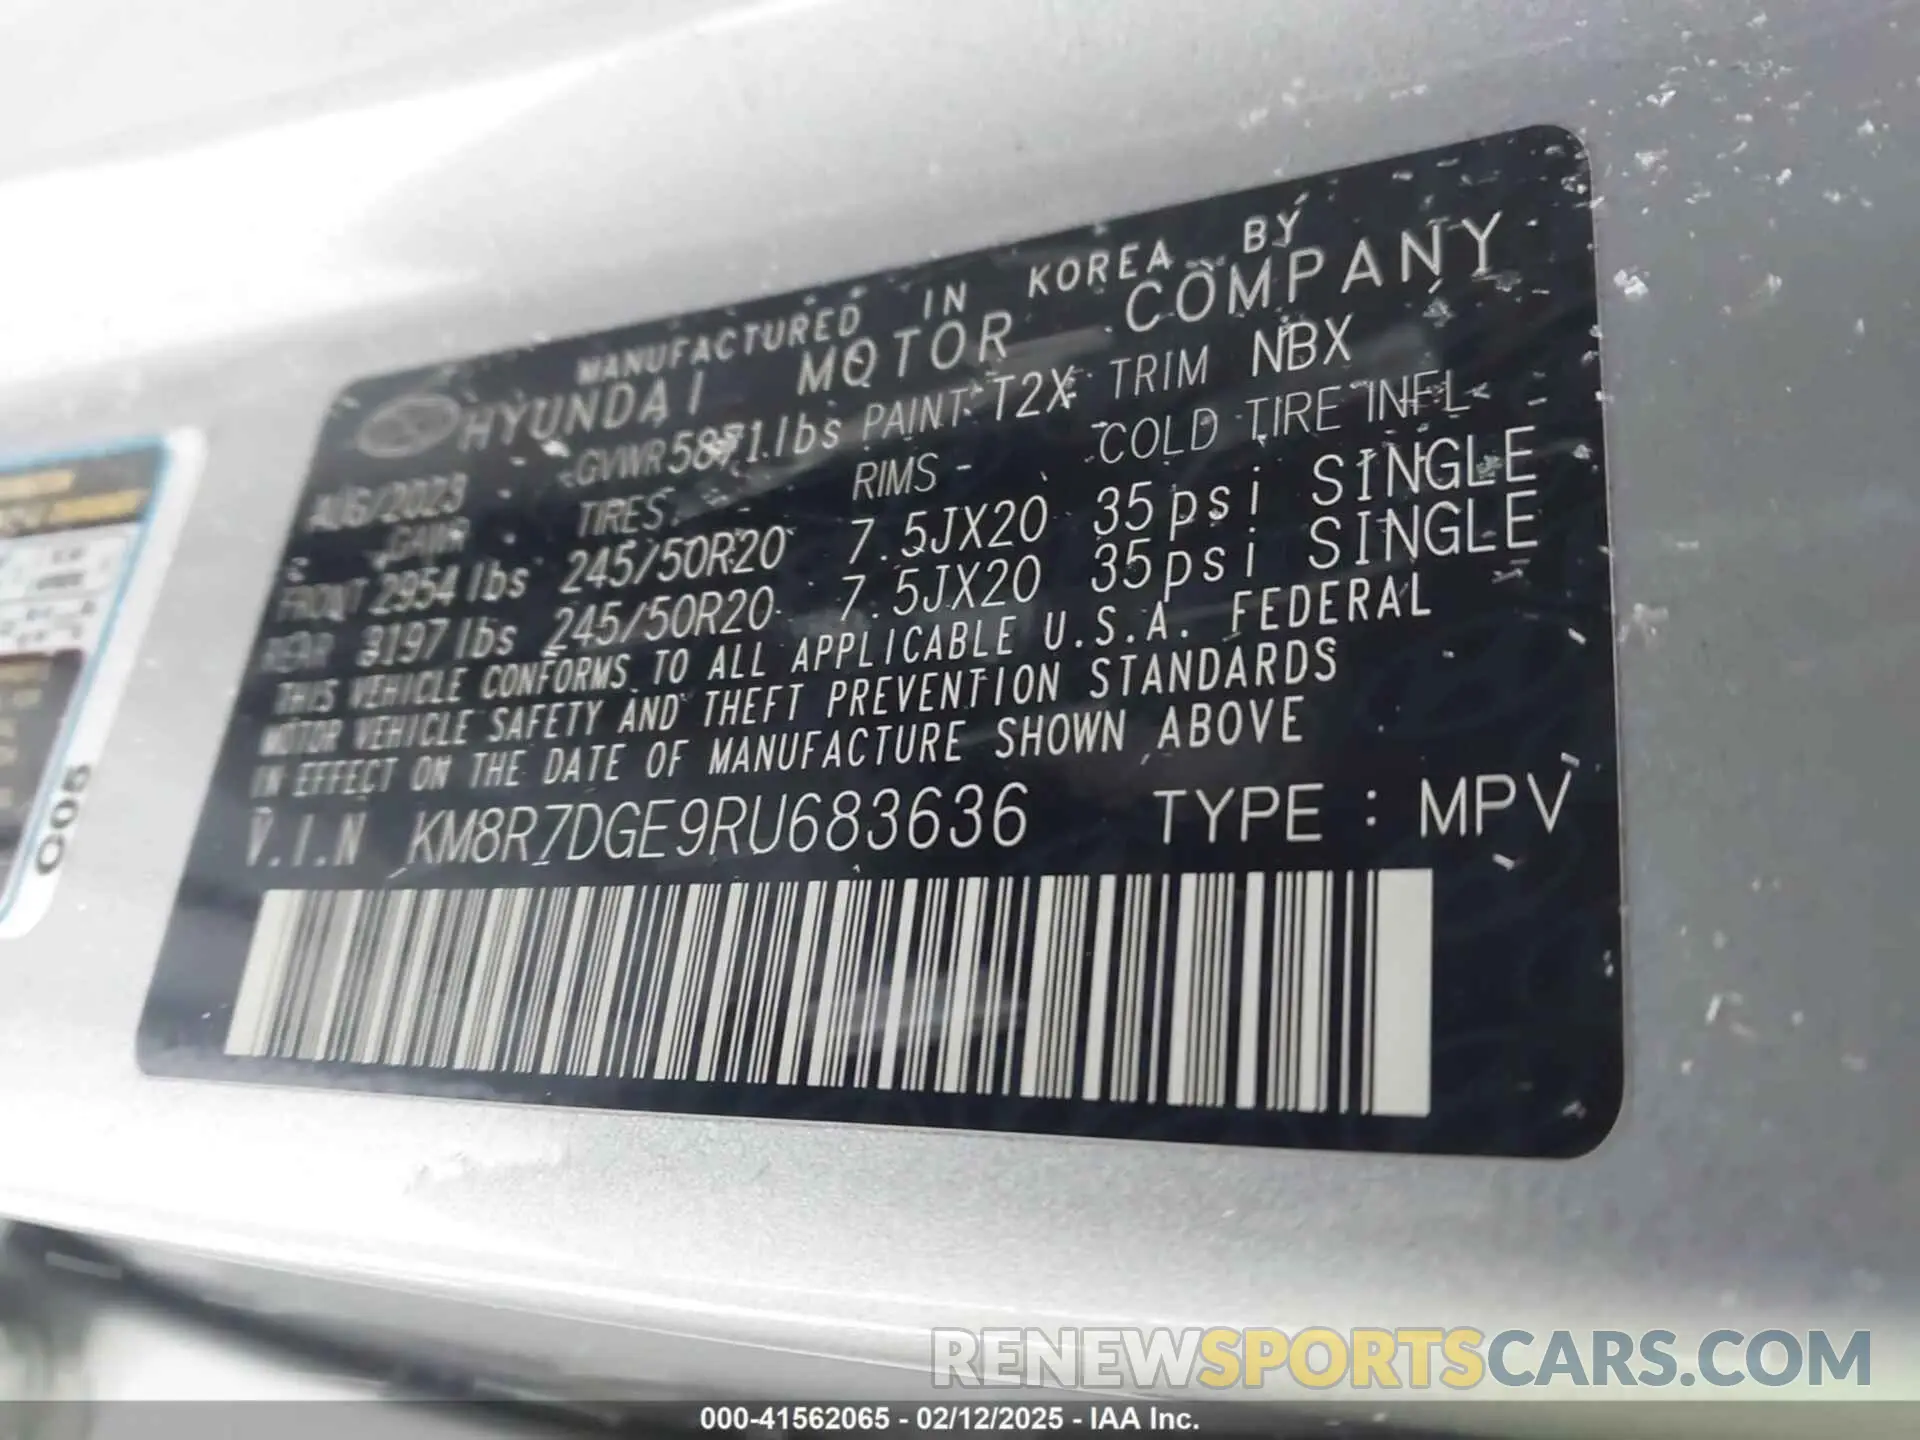 MANUFACTURED IN KOREA BY
HYUNDAI MOTOR COMPANY
AUG/2023 GVWR 5871lbs PAINT T2X TRIM NBX
GAWR TIRES RIMS COLD TIRE INFL
FRONT 2954 lbs 245/50R20 7.5JX20 35psi SINGLE
REAR 3197 lbs 245/50R20 7.5JX20 35psi SINGLE
THIS VEHICLE CONFORMS TO ALL APPLICABLE U.S.A. FEDERAL
MOTOR VEHICLE SAFETY AND THEFT PREVENTION STANDARDS
IN EFFECT ON THE DATE OF MANUFACTURE SHOWN ABOVE
V.I.N KM8R7DGE9RU683636 TYPE : MPV
C05
RENEWSPORTSCARS.COM
000-41562065 - 02/12/2025 - IAA Inc.